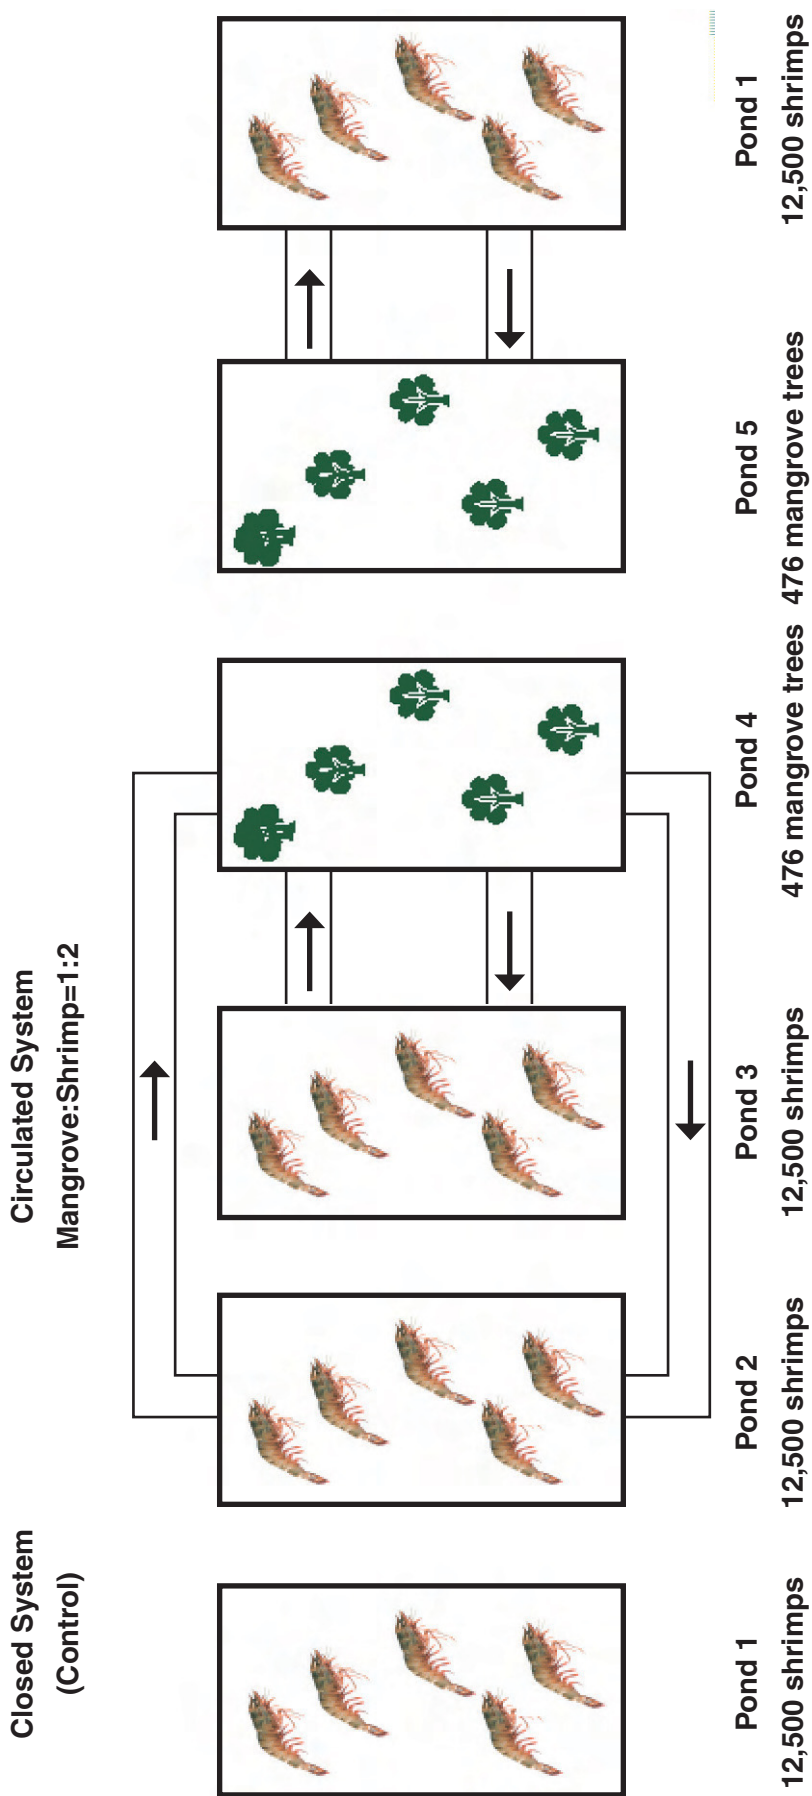 Closed System
(Control)
Circulated System
Mangrove:Shrimp=1:2
Pond 1
12,500 shrimps
Pond 2
12,500 shrimps
Pond 3
12,500 shrimps
Pond 4
476 mangrove trees
Pond 5
476 mangrove trees
Pond 1
12,500 shrimps